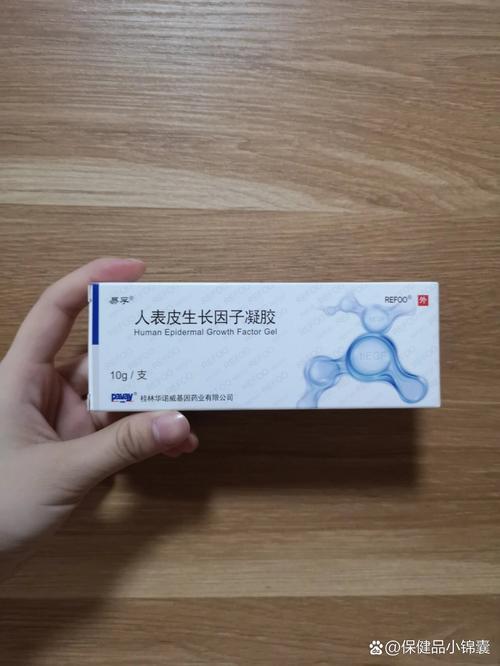 易孚®
REFOO® 外
人表皮生长因子凝胶
Human Epidermal Growth Factor Gel
hEGF
10g / 支
pavay 桂林华诺威基因药业有限公司
保健品小锦囊